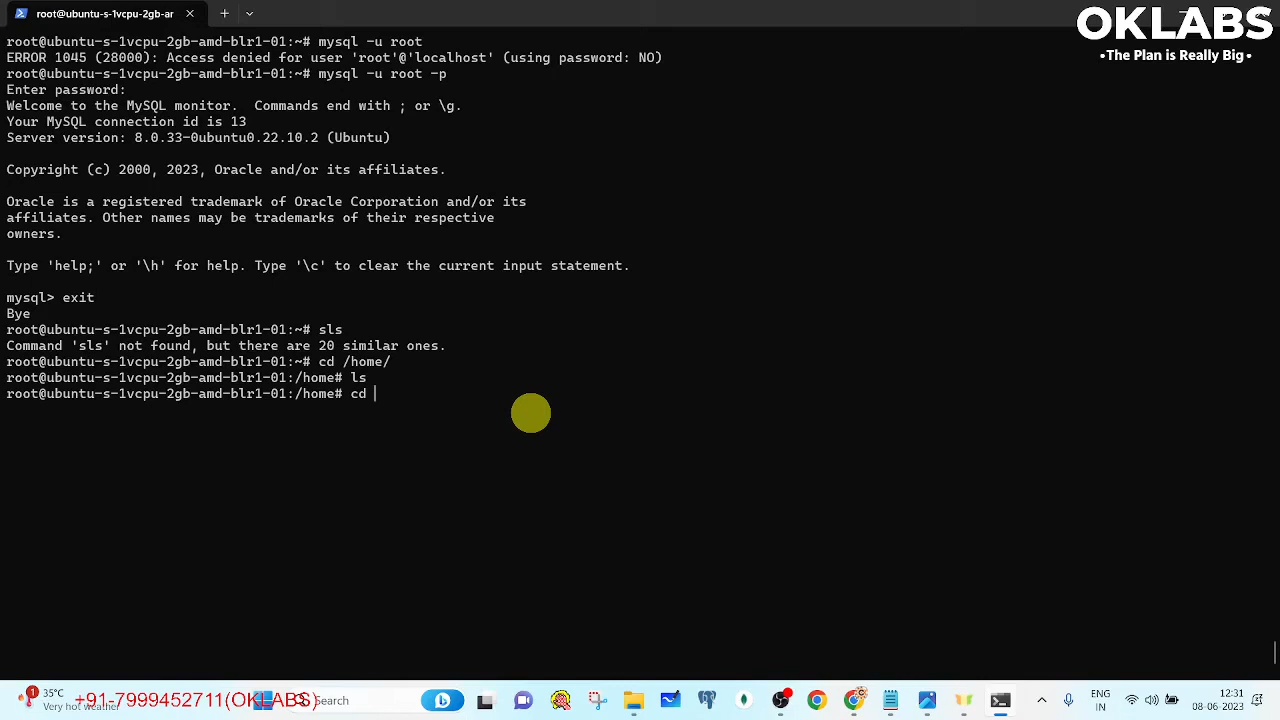 root@ubuntu-s-1vcpu-2gb-ar
OKLABS
•The Plan is Really Big•
root@ubuntu-s-1vcpu-2gb-amd-blr1-01:~# mysql -u root
ERROR 1045 (28000): Access denied for user 'root'@'localhost' (using password: NO)
root@ubuntu-s-1vcpu-2gb-amd-blr1-01:~# mysql -u root -p
Enter password:
Welcome to the MySQL monitor.  Commands end with ; or \g.
Your MySQL connection id is 13
Server version: 8.0.33-0ubuntu0.22.10.2 (Ubuntu)
Copyright (c) 2000, 2023, Oracle and/or its affiliates.
Oracle is a registered trademark of Oracle Corporation and/or its
affiliates. Other names may be trademarks of their respective
owners.
Type 'help;' or '\h' for help. Type '\c' to clear the current input statement.
mysql> exit
Bye
root@ubuntu-s-1vcpu-2gb-amd-blr1-01:~# sls
Command 'sls' not found, but there are 20 similar ones.
root@ubuntu-s-1vcpu-2gb-amd-blr1-01:~# cd /home/
root@ubuntu-s-1vcpu-2gb-amd-blr1-01:/home# ls
root@ubuntu-s-1vcpu-2gb-amd-blr1-01:/home# cd
1
35°C
Very hot weather
+91-7999452711(OKLABS)
Search
ENG
IN
12:31
08-06-2023